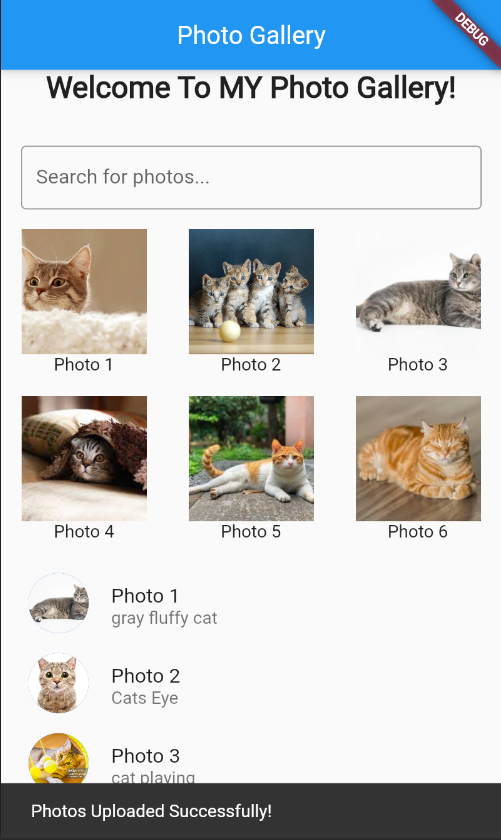 Photo Gallery
DEBUG
Welcome To MY Photo Gallery!
Search for photos...
Photo 1
Photo 2
Photo 3
Photo 4
Photo 5
Photo 6
Photo 1
gray fluffy cat
Photo 2
Cats Eye
Photo 3
cat playing
Photos Uploaded Successfully!